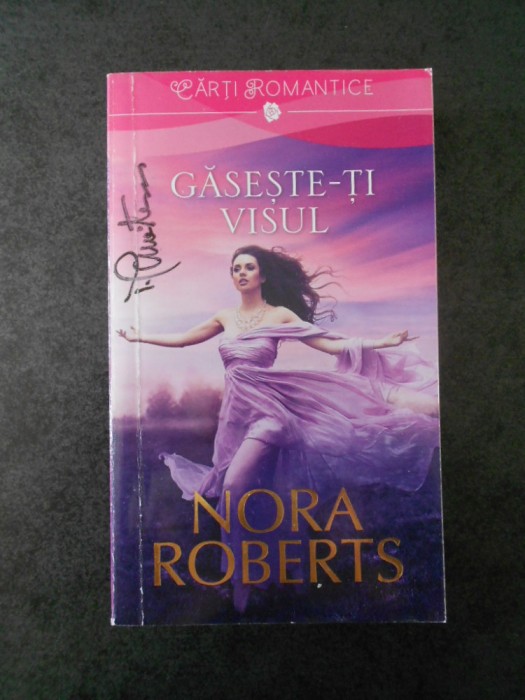 CĂRȚI ROMANTICE
GĂSEȘTE-ȚI
VISUL
NORA
ROBERTS